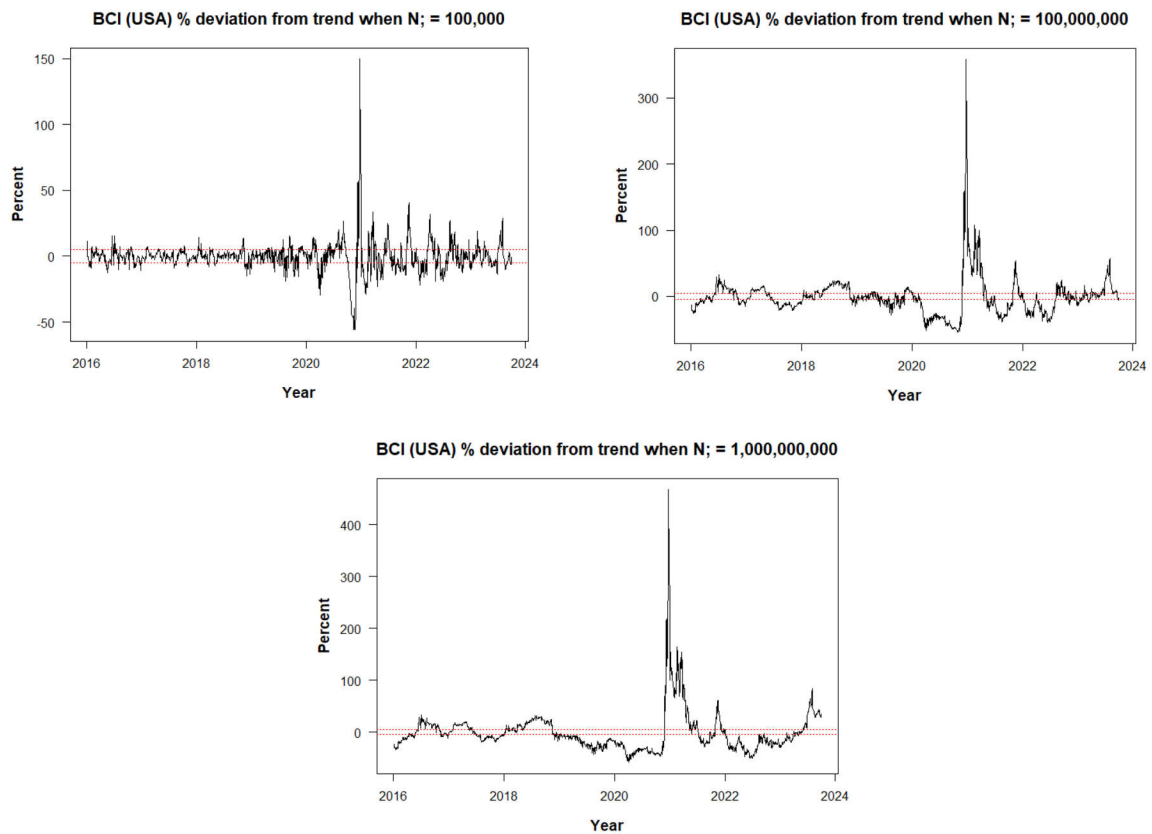 BCI (USA) % deviation from trend when N; = 100,000
150
100
50
0
-50
Percent
2016 2018 2020 2022 2024
Year
BCI (USA) % deviation from trend when N; = 100,000,000
300
200
100
0
Percent
2016 2018 2020 2022 2024
Year
BCI (USA) % deviation from trend when N; = 1,000,000,000
400
300
200
100
0
Percent
2016 2018 2020 2022 2024
Year